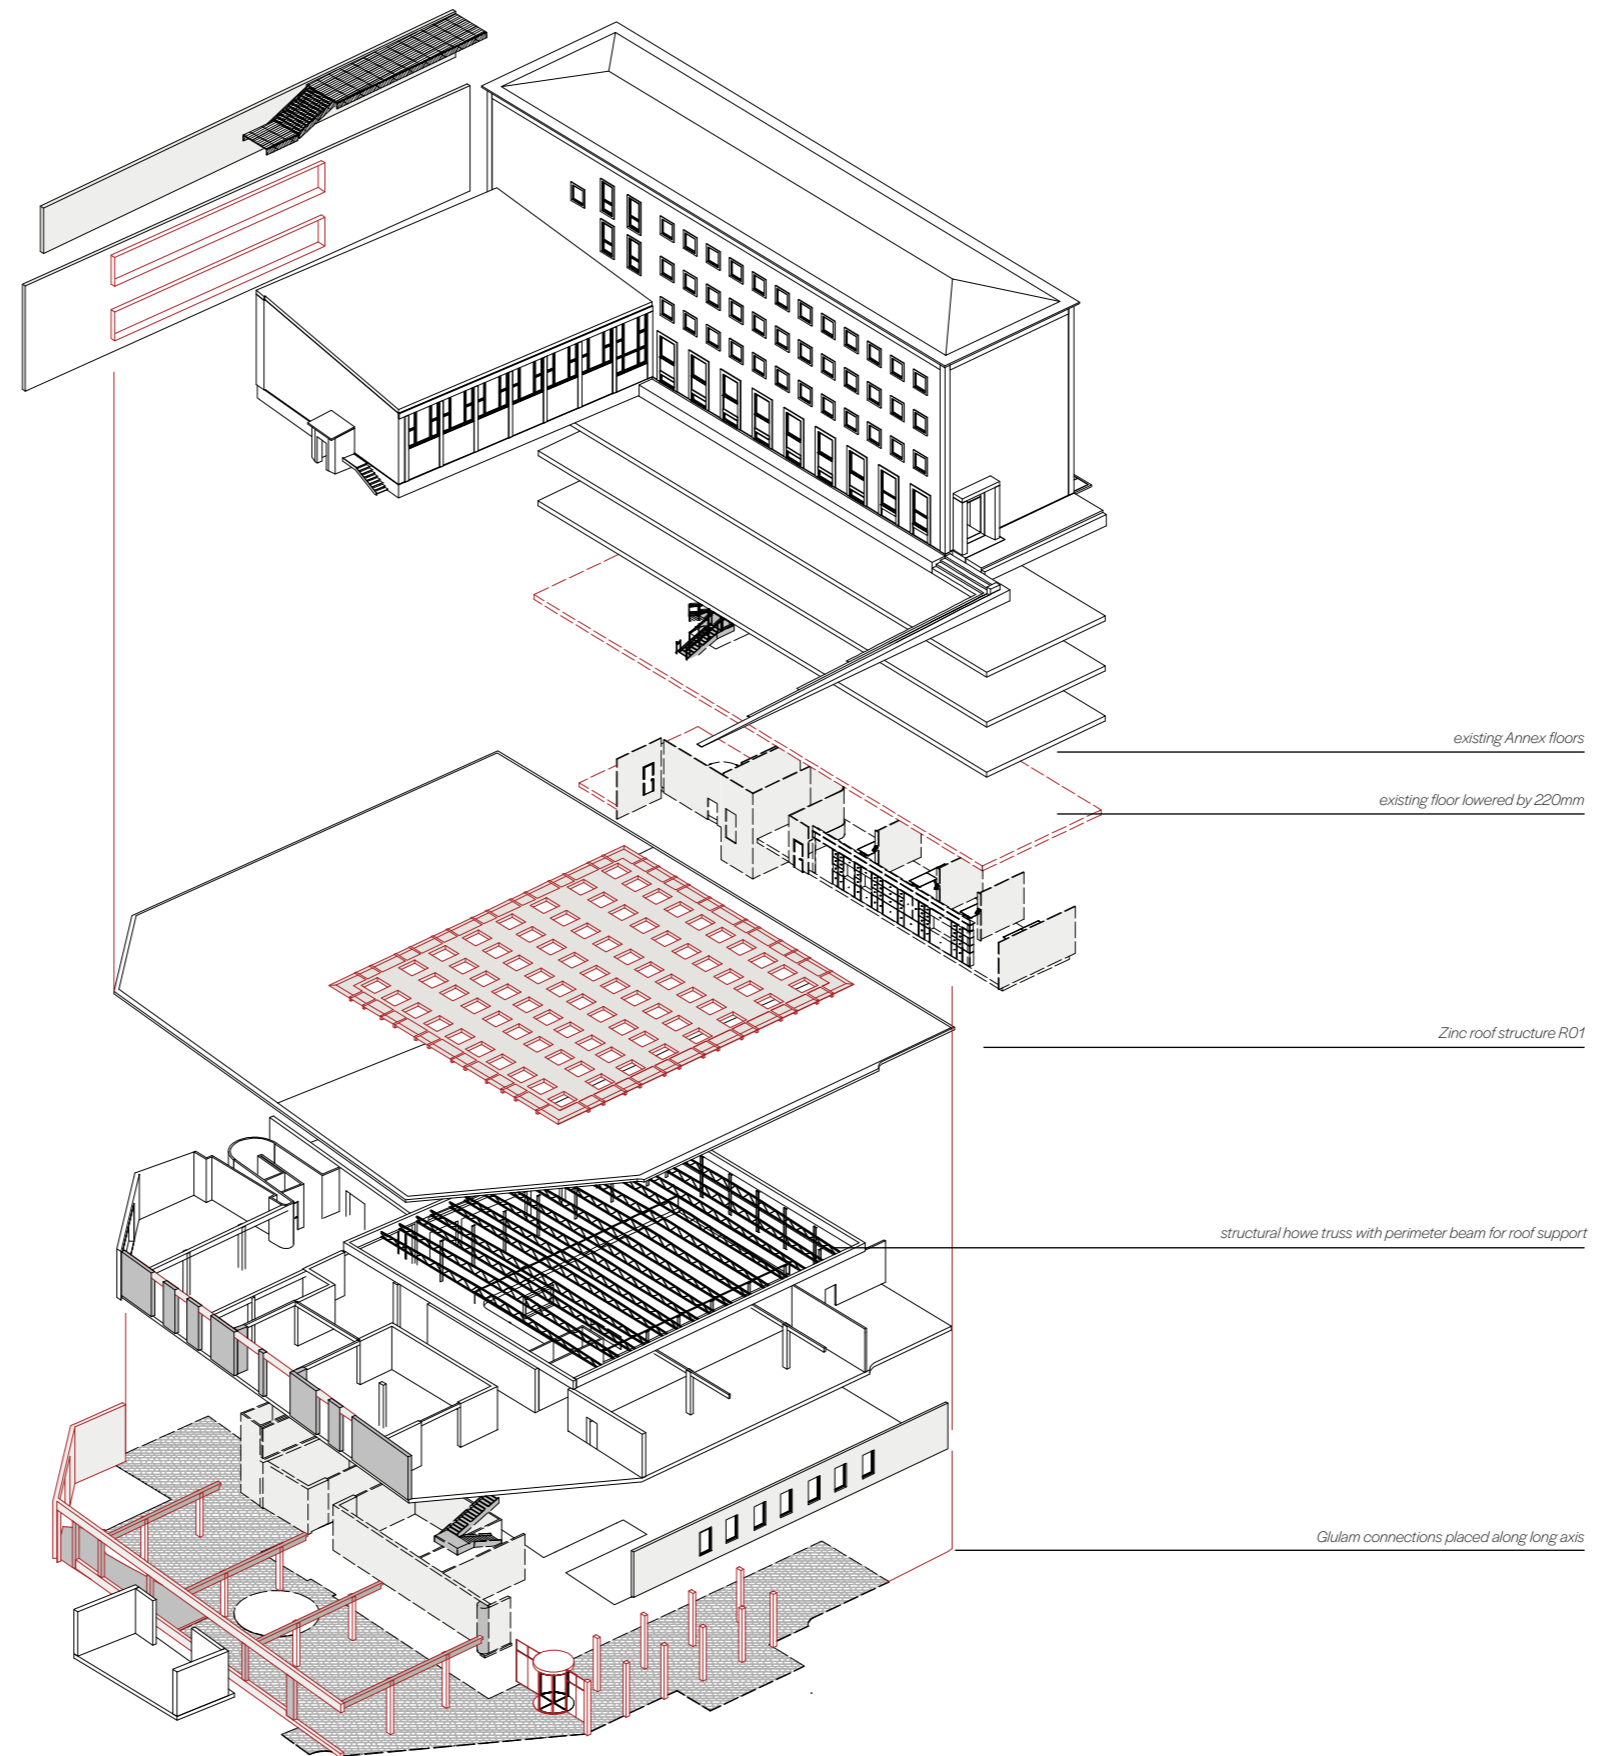 existing Annex floors
existing floor lowered by 220mm
Zinc roof structure R01
structural howe truss with perimeter beam for roof support
Glulam connections placed along long axis